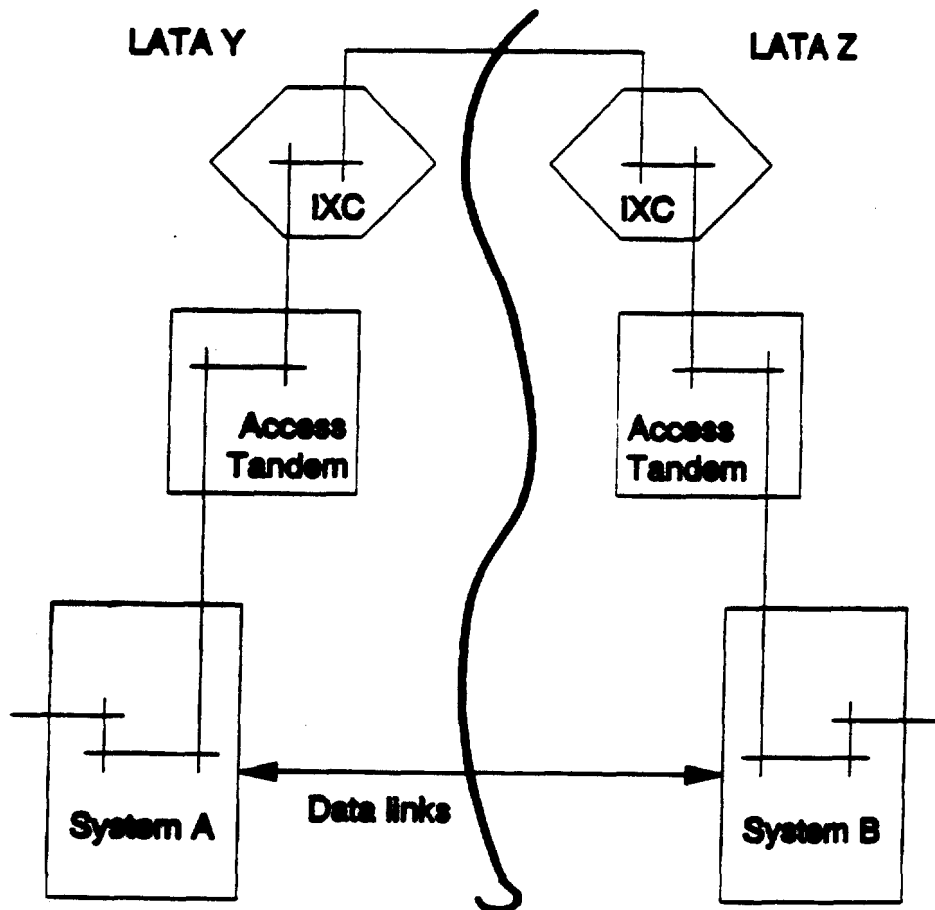 LATA Y
LATA Z
IXC
IXC
Access
Tandem
Access
Tandem
Data links
System A
System B